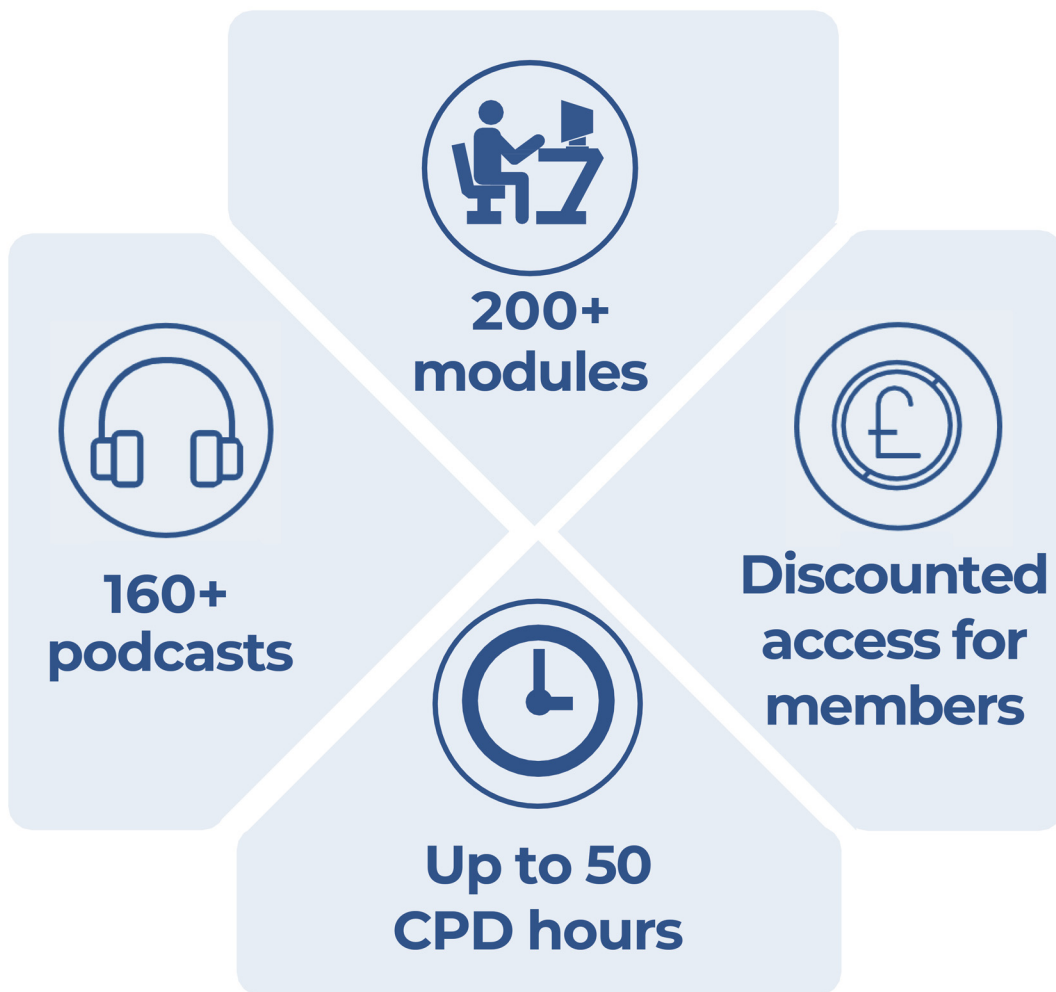 200+
modules
160+
podcasts
£
Discounted
access for
members
Up to 50
CPD hours